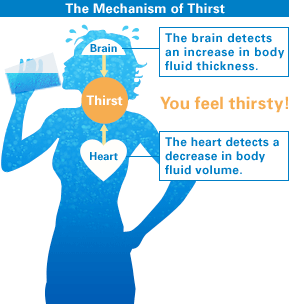 The Mechanism of Thirst
Brain
The brain detects
an increase in body
fluid thickness.
Thirst
You feel thirsty!
Heart
The heart detects a
decrease in body
fluid volume.